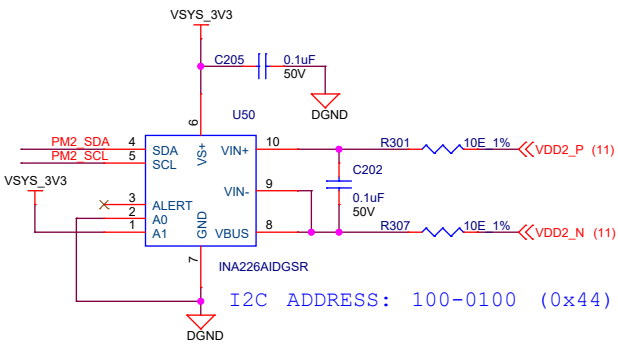 VSYS_3V3
C205 0.1uF
50V
DGND
U50
6
PM2_SDA 4 SDA VS+ VIN+ 10 R301 10E_1% VDD2_P (11)
PM2_SCL 5 SCL
C202
VSYS_3V3 VIN- 9 0.1uF
50V
3 ALERT
2 A0
1 A1 GND VBUS 8 R307 10E_1% VDD2_N (11)
7
INA226AIDGSR
I2C ADDRESS: 100-0100 (0x44)
DGND